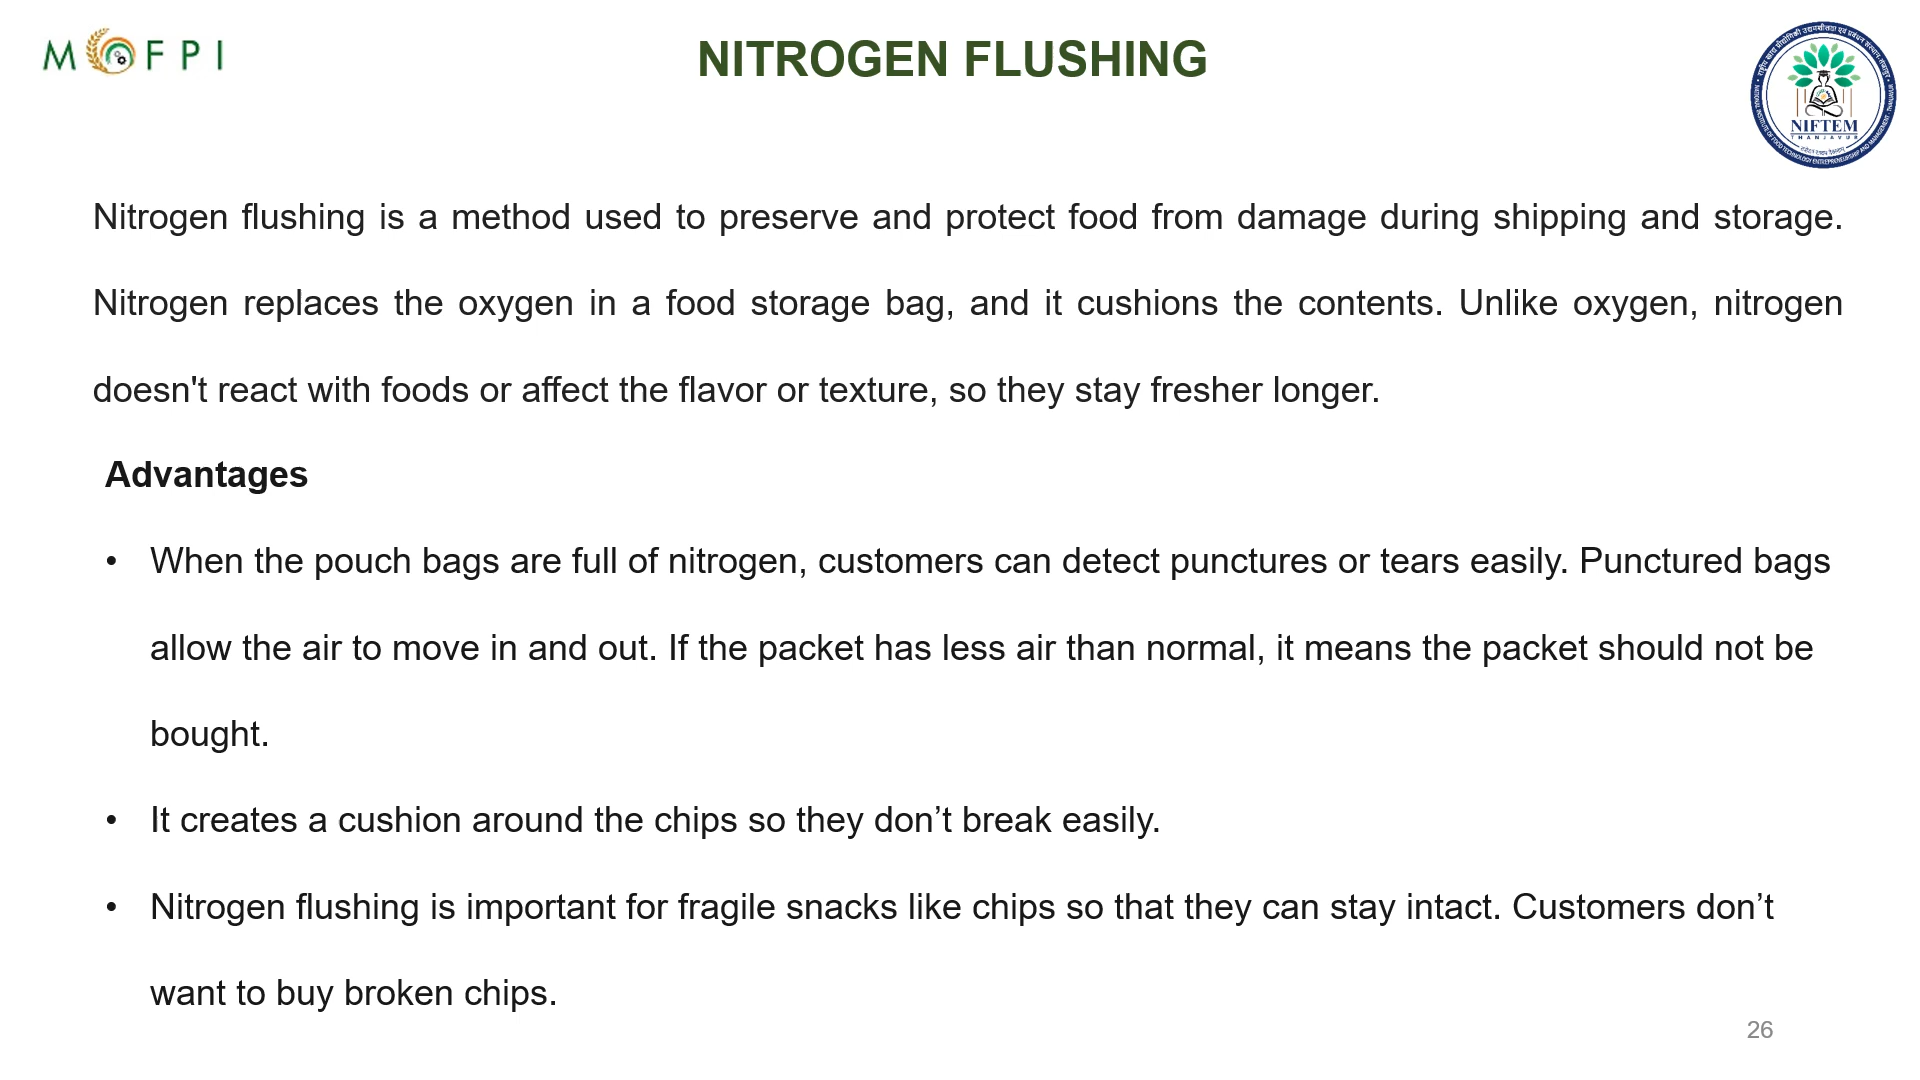 MOFPI
NITROGEN FLUSHING
NIFTEM
THANJAVUR
Nitrogen flushing is a method used to preserve and protect food from damage during shipping and storage.
Nitrogen replaces the oxygen in a food storage bag, and it cushions the contents. Unlike oxygen, nitrogen
doesn't react with foods or affect the flavor or texture, so they stay fresher longer.
Advantages
• When the pouch bags are full of nitrogen, customers can detect punctures or tears easily. Punctured bags
allow the air to move in and out. If the packet has less air than normal, it means the packet should not be
bought.
• It creates a cushion around the chips so they don’t break easily.
• Nitrogen flushing is important for fragile snacks like chips so that they can stay intact. Customers don’t
want to buy broken chips.
26